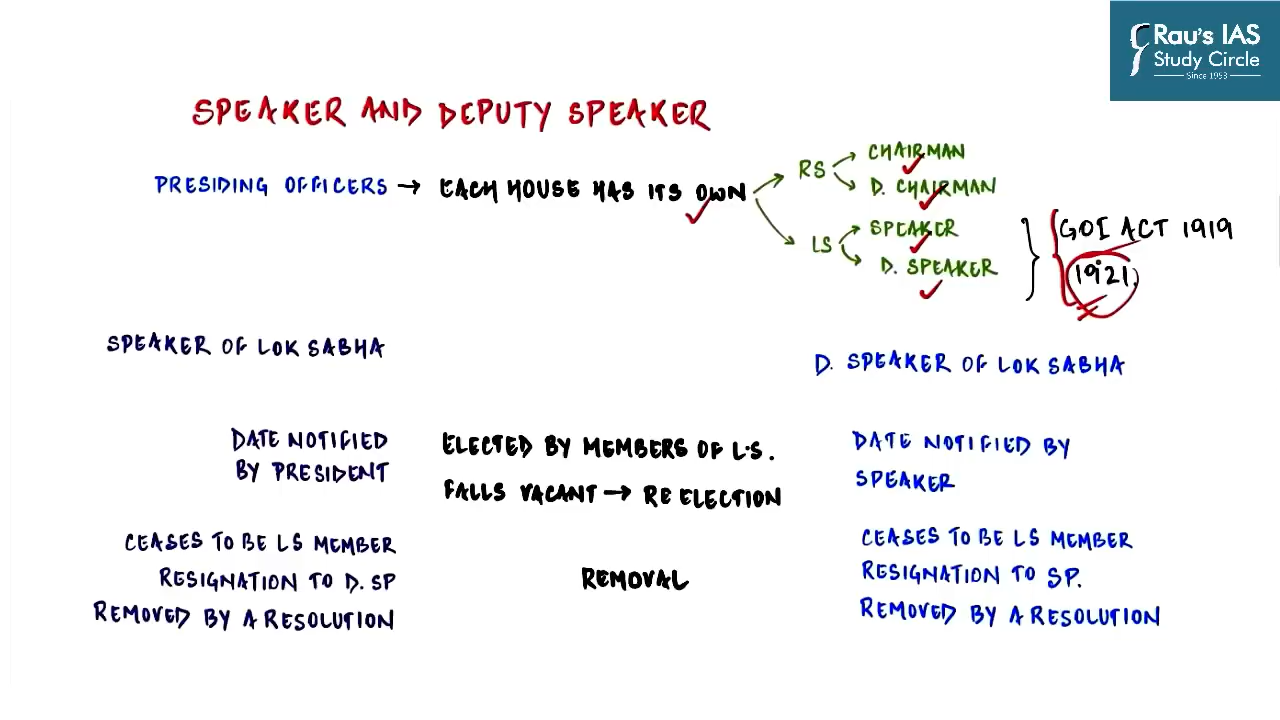 Rau's IAS
Study Circle
Since 1953
SPEAKER AND DEPUTY SPEAKER
PRESIDING OFFICERS → EACH HOUSE HAS ITS OWN
RS
CHAIRMAN
D. CHAIRMAN
LS
SPEAKER
D. SPEAKER
GOI ACT 1919
1921.
SPEAKER OF LOK SABHA
D. SPEAKER OF LOK SABHA
DATE NOTIFIED
BY PRESIDENT
ELECTED BY MEMBERS OF L.S.
FALLS VACANT → RE ELECTION
DATE NOTIFIED BY
SPEAKER
CEASES TO BE LS MEMBER
RESIGNATION TO D. SP
REMOVED BY A RESOLUTION
REMOVAL
CEASES TO BE LS MEMBER
RESIGNATION TO SP.
REMOVED BY A RESOLUTION